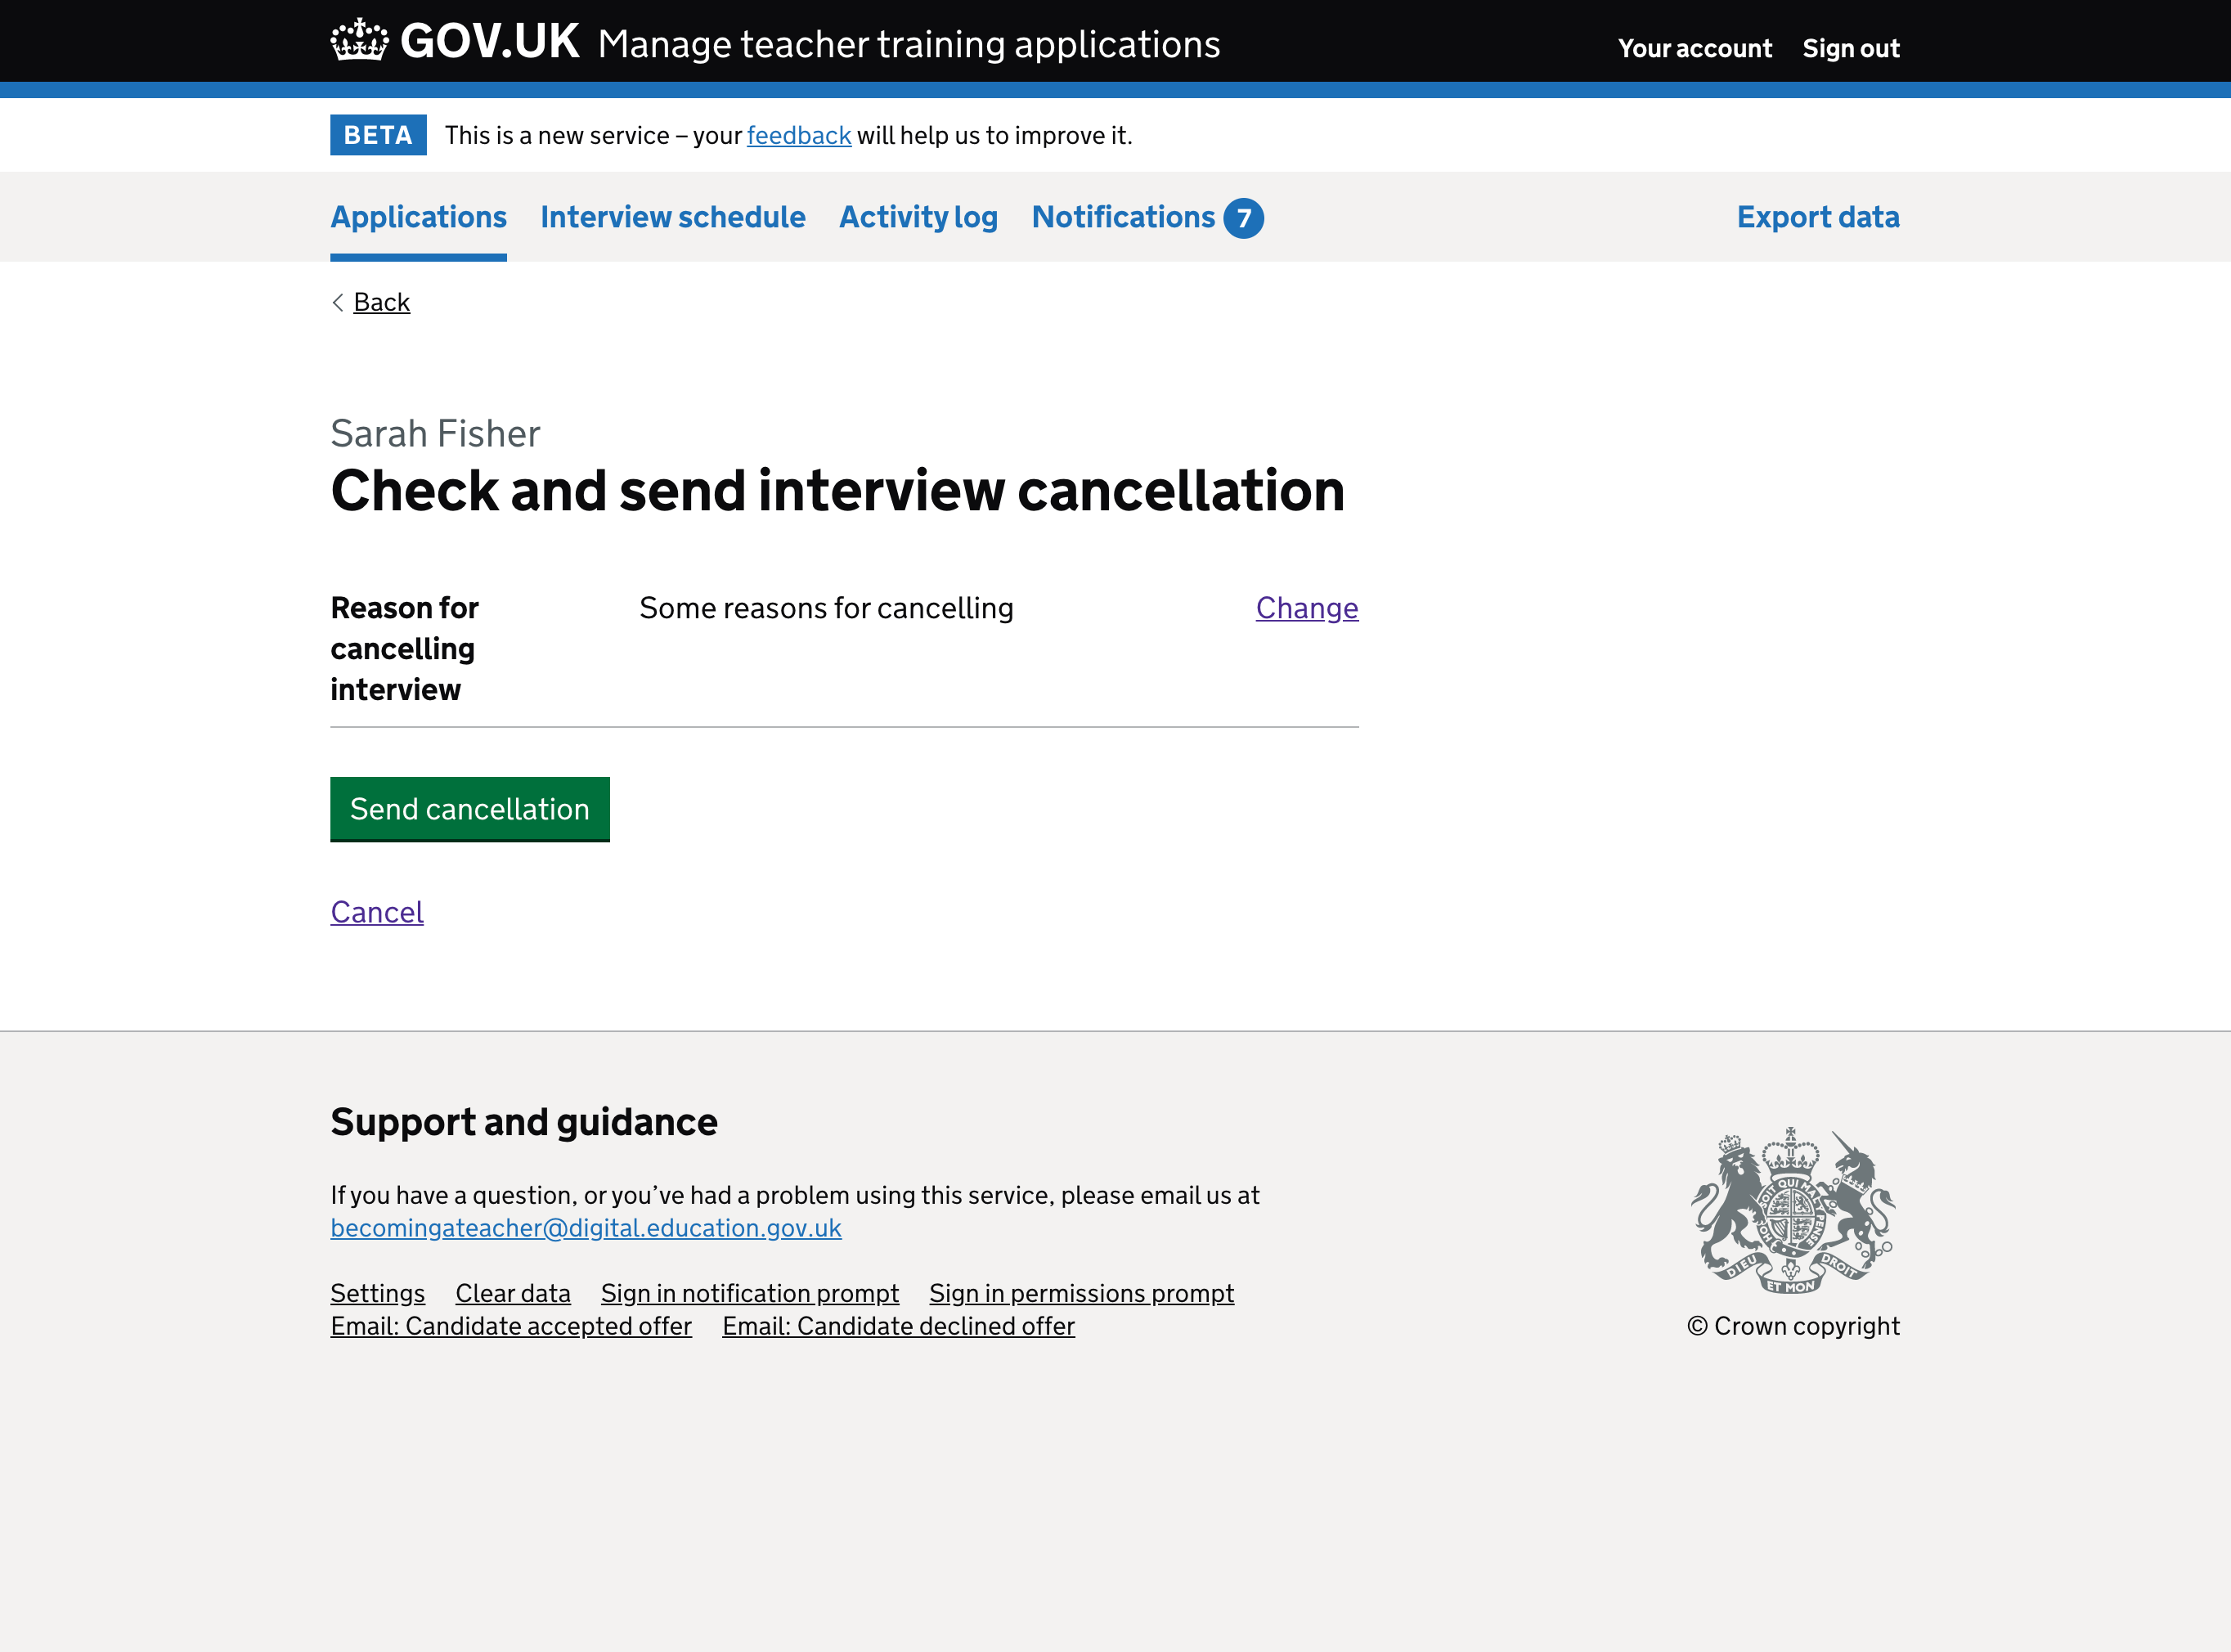 GOV.UK Manage teacher training applications Your account Sign out
BETA This is a new service – your feedback will help us to improve it.
Applications Interview schedule Activity log Notifications 7 Export data
Back
Sarah Fisher
Check and send interview cancellation
Reason for Some reasons for cancelling Change
cancelling
interview
Send cancellation
Cancel
Support and guidance
If you have a question, or you’ve had a problem using this service, please email us at
becomingateacher@digital.education.gov.uk
Settings Clear data Sign in notification prompt Sign in permissions prompt
Email: Candidate accepted offer Email: Candidate declined offer
DIEU ET MON DROIT
© Crown copyright